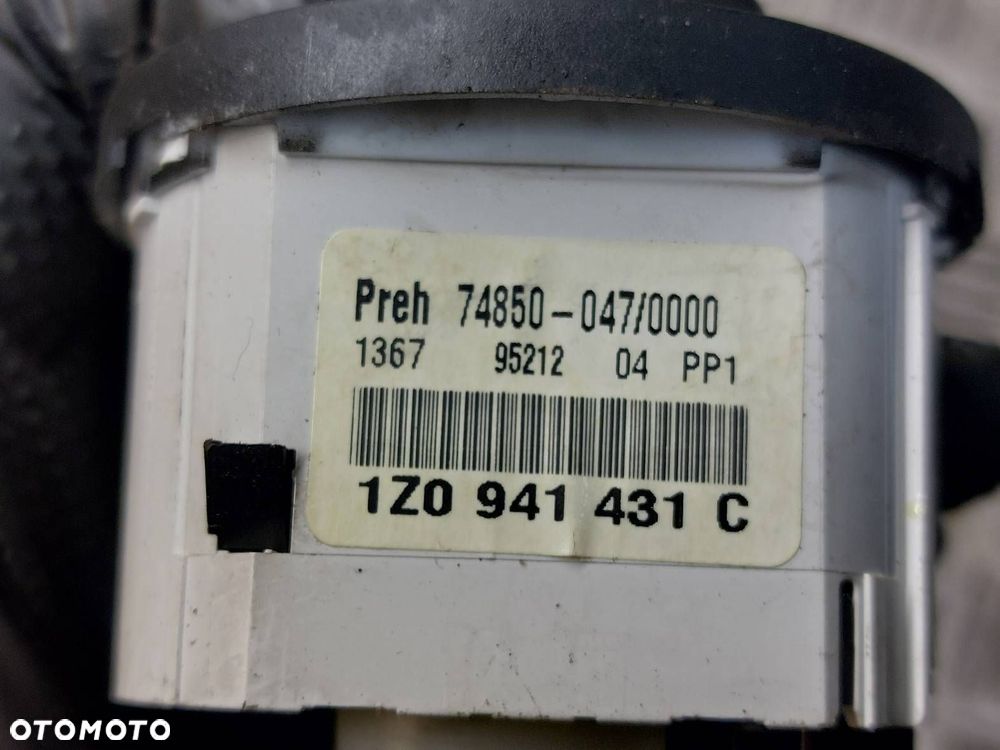 Preh 74850-047/0000
1367 95212 04 PP1
1Z0 941 431 C
OTOMOTO